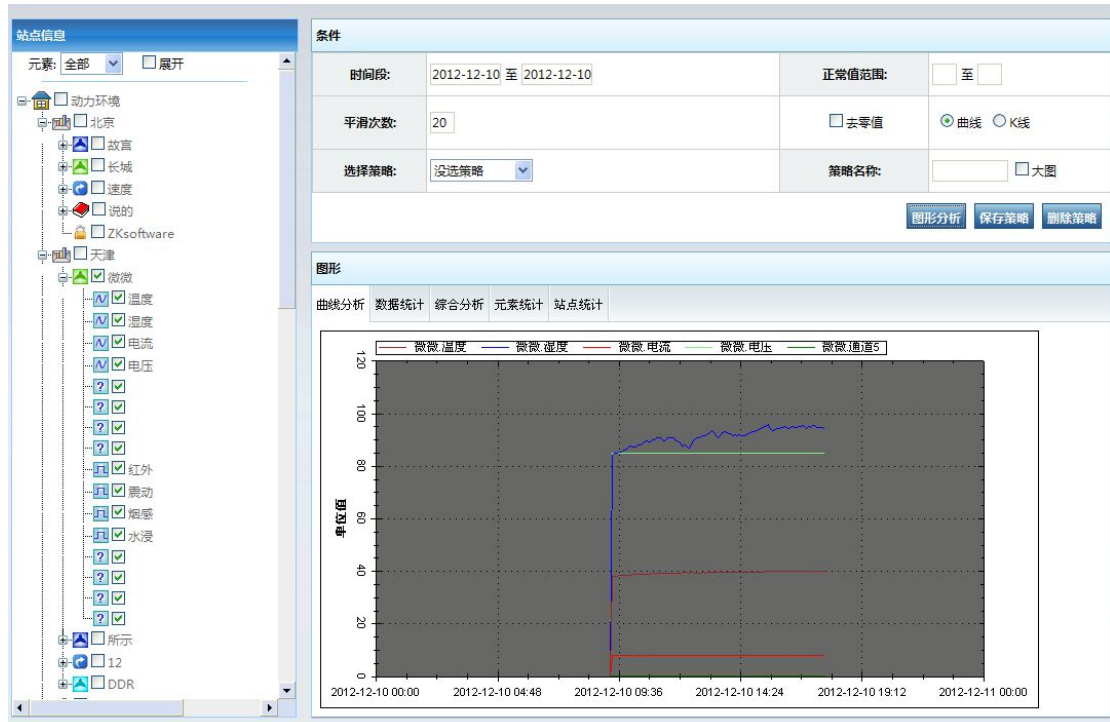 站点信息
元素: 全部 展开
动力环境
北京
故宫
长城
速度
说的
ZKsoftware
天津
微微
温度
湿度
电流
电压
?
?
?
?
红外
震动
烟感
水浸
?
?
?
?
所示
12
DDR
条件
时间段: 2012-12-10 至 2012-12-10 正常值范围: 至
平滑次数: 20 去零值 曲线 K线
选择策略: 没选策略 策略名称: 大图
图形分析 保存策略 删除策略
图形
曲线分析 数据统计 综合分析 元素统计 站点统计
微微.温度 微微.湿度 微微.电流 微微.电压 微微.通道5
120
100
80
60
40
20
0
单位值
2012-12-10 00:00 2012-12-10 04:48 2012-12-10 09:36 2012-12-10 14:24 2012-12-10 19:12 2012-12-11 00:00